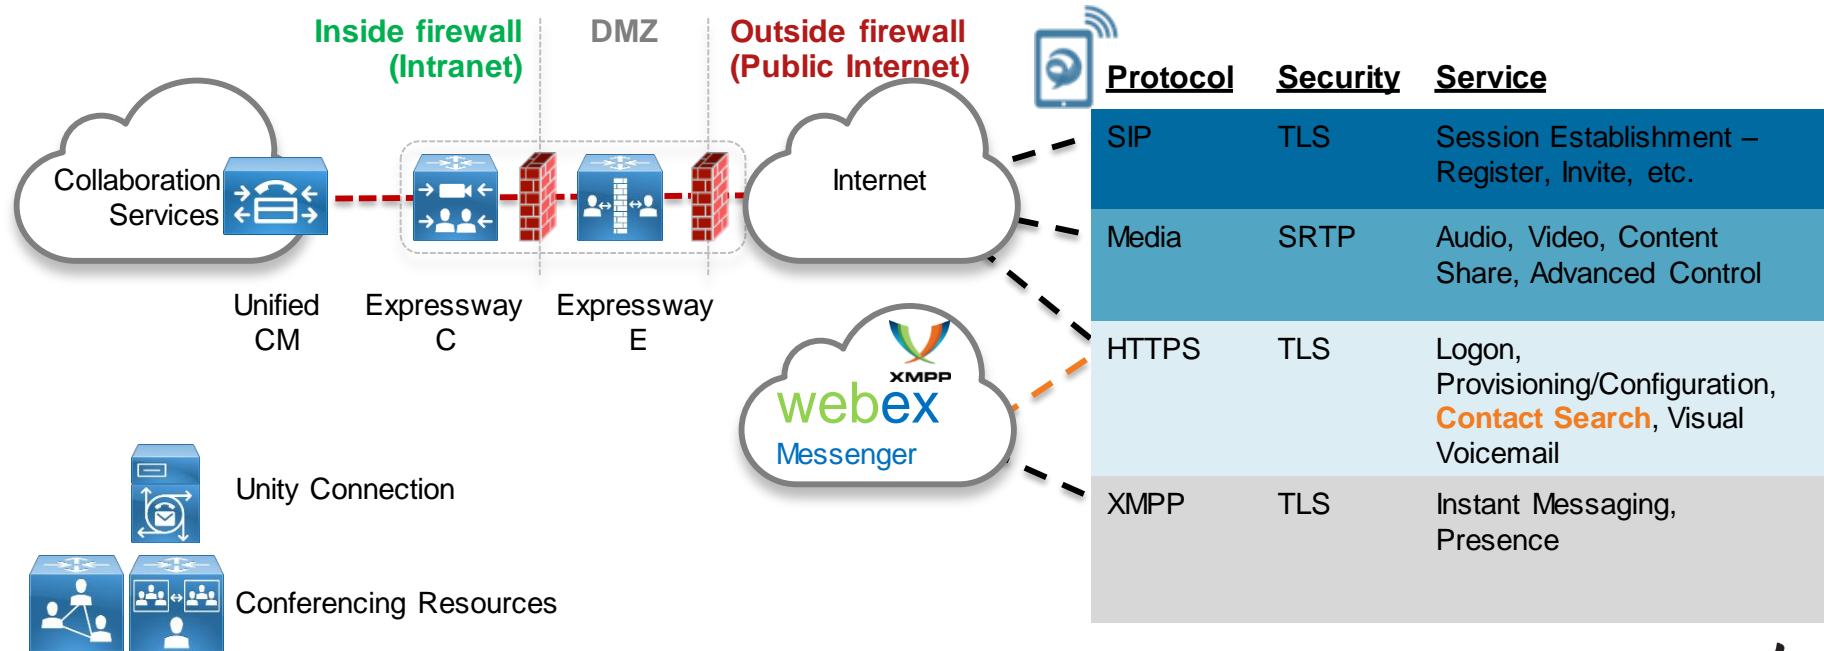 Inside firewall
(Intranet)
DMZ
Outside firewall
(Public Internet)
Collaboration
Services
Internet
Unified
CM
Expressway
C
Expressway
E
XMPP
webex
Messenger
Unity Connection
Conferencing Resources
Protocol Security Service
SIP TLS Session Establishment –
Register, Invite, etc.
Media SRTP Audio, Video, Content
Share, Advanced Control
HTTPS TLS Logon,
Provisioning/Configuration,
Contact Search, Visual
Voicemail
XMPP TLS Instant Messaging,
Presence